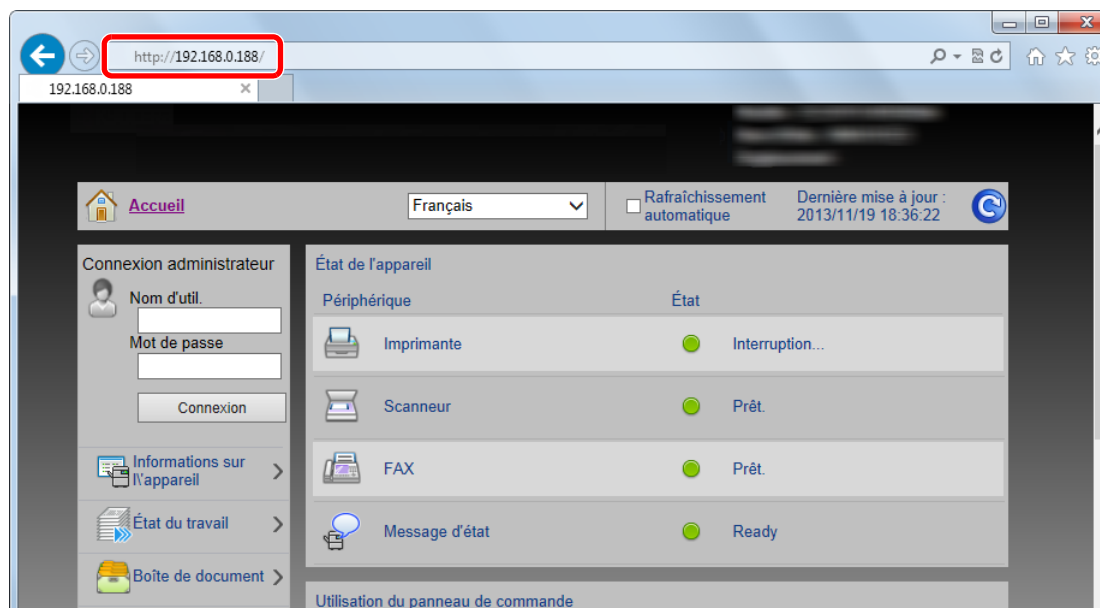 http://192.168.0.188/
192.168.0.188
Accueil
Français
Rafraîchissement
automatique
Dernière mise à jour :
2013/11/19 18:36:22
Connexion administrateur
Nom d'util.
Mot de passe
Connexion
Informations sur
l\'appareil
État du travail
Boîte de document
État de l'appareil
Périphérique État
Imprimante Interruption...
Scanneur Prêt.
FAX Prêt.
Message d'état Ready
Utilisation du panneau de commande